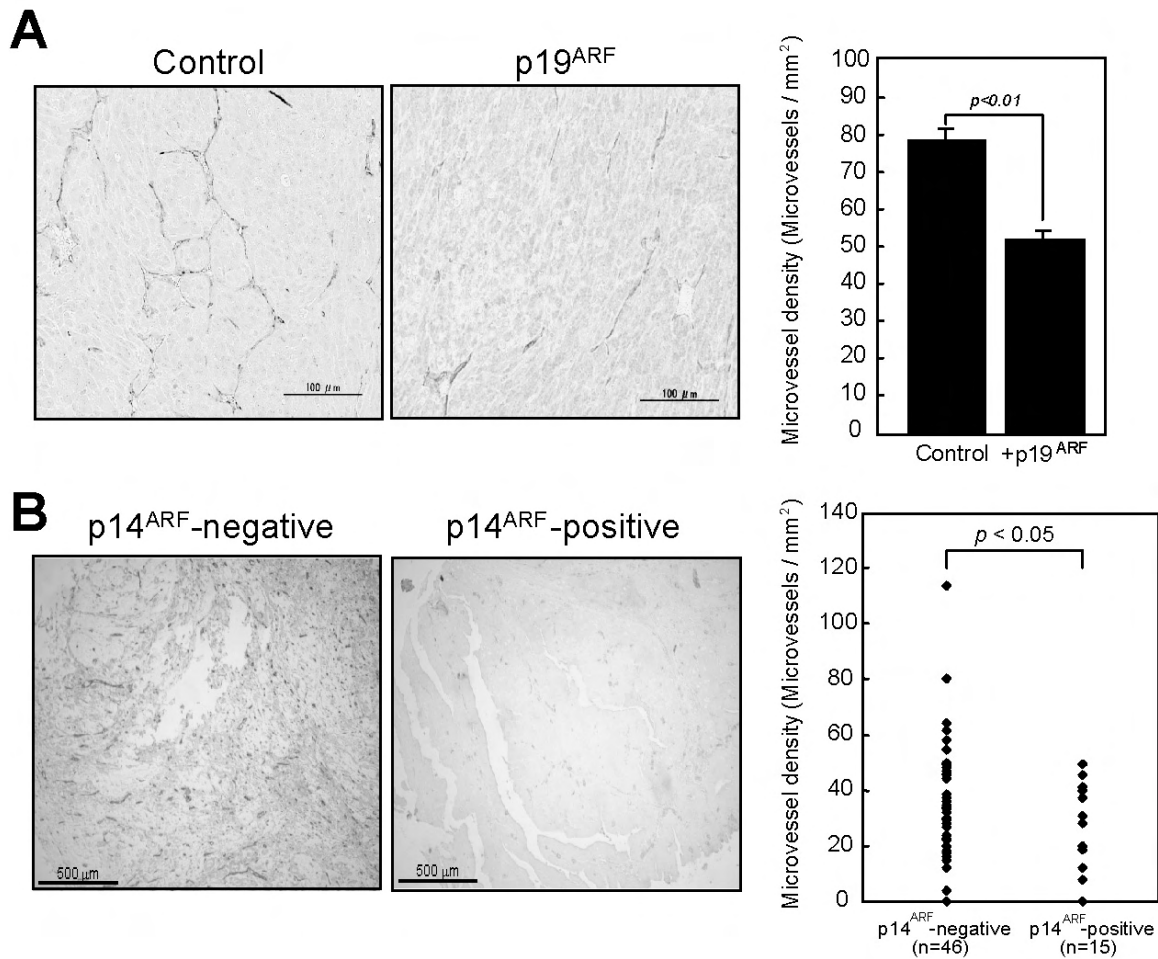 A
Control
p19ARF
100 μm
100 μm
Microvessel density (Microvessels / mm2)
100
90
80
70
60
50
40
30
20
10
0
p<0.01
Control +p19 ARF
B
p14ARF-negative
p14ARF-positive
500 μm
500 μm
Microvessel density (Microvessels / mm2)
140
120
100
80
60
40
20
0
p < 0.05
p14ARF-negative
(n=46)
p14ARF-positive
(n=15)